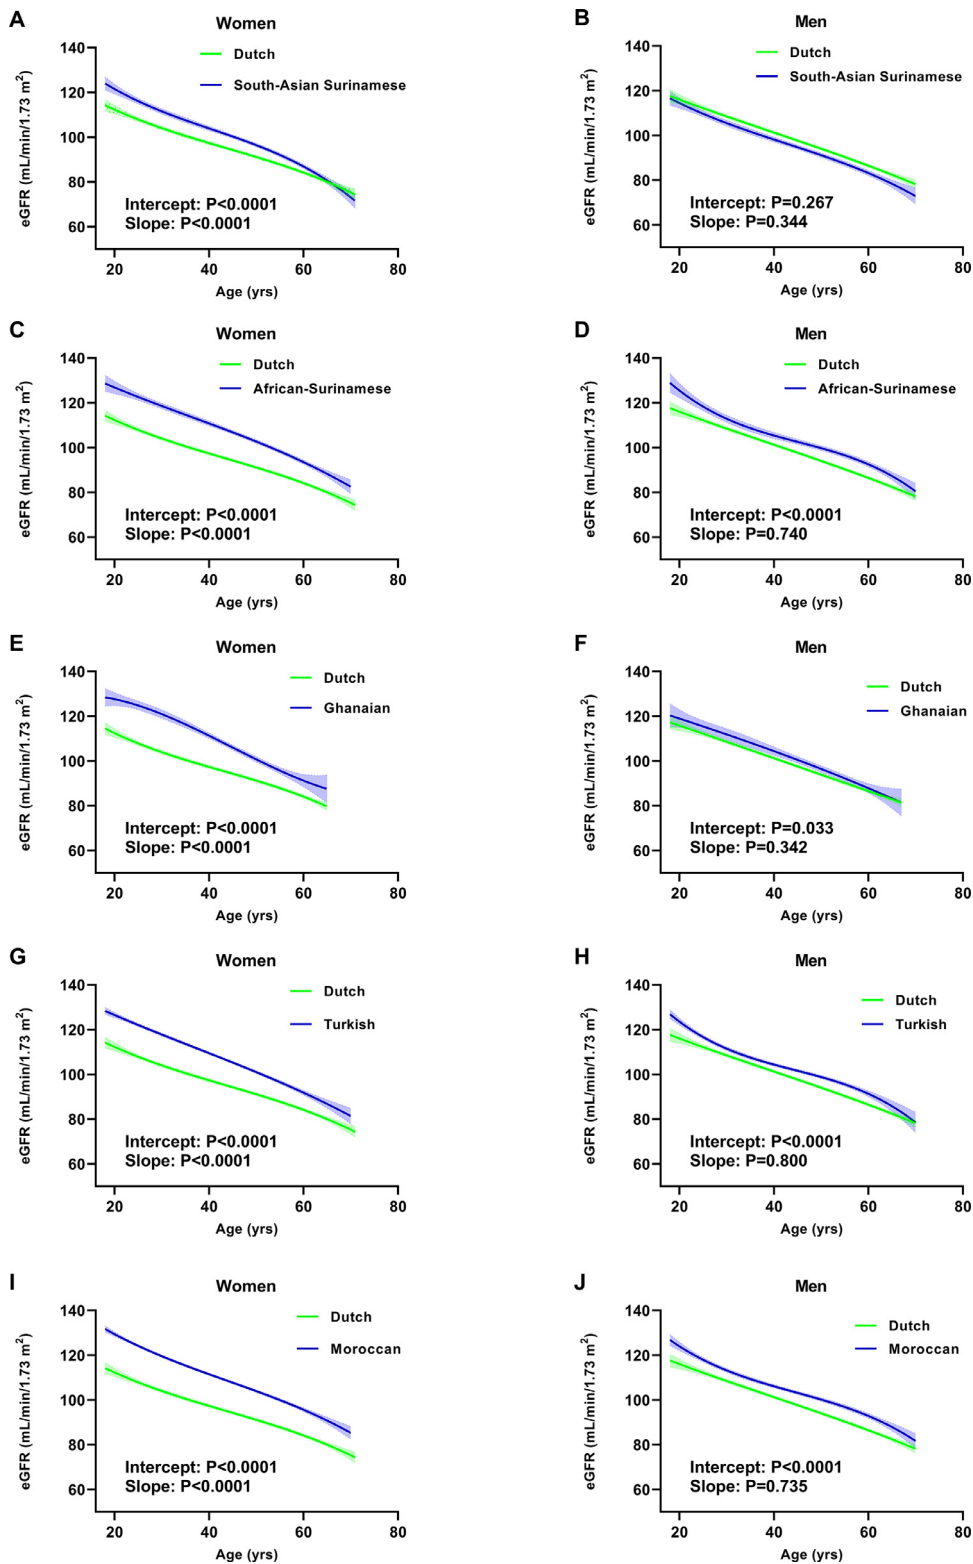 A
Women
Dutch
South-Asian Surinamese
eGFR (mL/min/1.73 m²)
140
120
100
80
60
Intercept: P<0.0001
Slope: P<0.0001
20 40 60 80
Age (yrs)
B
Men
Dutch
South-Asian Surinamese
eGFR (mL/min/1.73 m²)
140
120
100
80
60
Intercept: P=0.267
Slope: P=0.344
20 40 60 80
Age (yrs)
C
Women
Dutch
African-Surinamese
eGFR (mL/min/1.73 m²)
140
120
100
80
60
Intercept: P<0.0001
Slope: P<0.0001
20 40 60 80
Age (yrs)
D
Men
Dutch
African-Surinamese
eGFR (mL/min/1.73 m²)
140
120
100
80
60
Intercept: P<0.0001
Slope: P=0.740
20 40 60 80
Age (yrs)
E
Women
Dutch
Ghanaian
eGFR (mL/min/1.73 m²)
140
120
100
80
60
Intercept: P<0.0001
Slope: P<0.0001
20 40 60 80
Age (yrs)
F
Men
Dutch
Ghanaian
eGFR (mL/min/1.73 m²)
140
120
100
80
60
Intercept: P=0.033
Slope: P=0.342
20 40 60 80
Age (yrs)
G
Women
Dutch
Turkish
eGFR (mL/min/1.73 m²)
140
120
100
80
60
Intercept: P<0.0001
Slope: P<0.0001
20 40 60 80
Age (yrs)
H
Men
Dutch
Turkish
eGFR (mL/min/1.73 m²)
140
120
100
80
60
Intercept: P<0.0001
Slope: P=0.800
20 40 60 80
Age (yrs)
I
Women
Dutch
Moroccan
eGFR (mL/min/1.73 m²)
140
120
100
80
60
Intercept: P<0.0001
Slope: P<0.0001
20 40 60 80
Age (yrs)
J
Men
Dutch
Moroccan
eGFR (mL/min/1.73 m²)
140
120
100
80
60
Intercept: P<0.0001
Slope: P=0.735
20 40 60 80
Age (yrs)